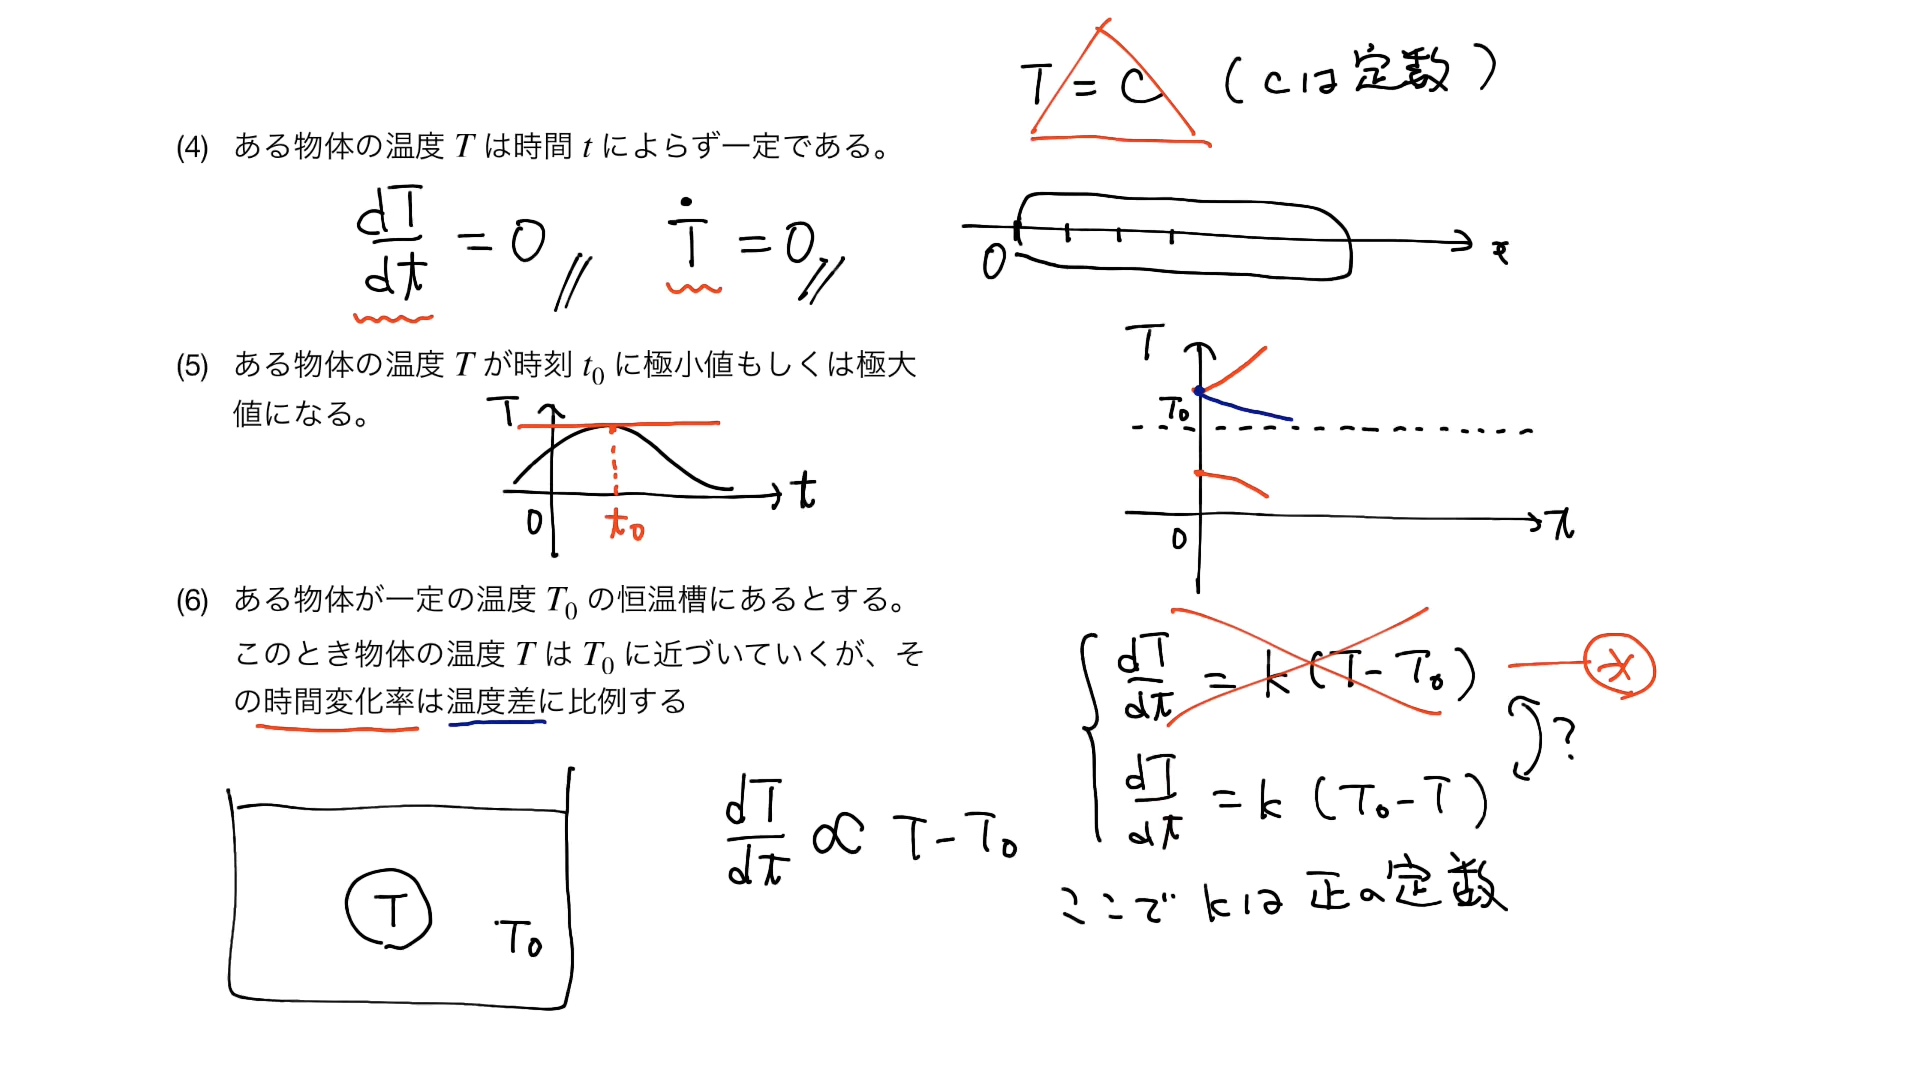 T = C (Cは定数)
(4) ある物体の温度 T は時間 t によらず一定である。
dT/dt = 0 Ṫ = 0
0 x
(5) ある物体の温度 T が時刻 t₀ に極小値もしくは極大
値になる。
T
0 t₀ t
T
T₀
0 t
(6) ある物体が一定の温度 T₀ の恒温槽にあるとする。
このとき物体の温度 T は T₀ に近づいていくが、そ
の時間変化率は温度差に比例する
T T₀
dT/dt ∝ T-T₀
dT/dt = k (T-T₀) ※
?
dT/dt = k (T₀-T)
ここで kは 正の定数